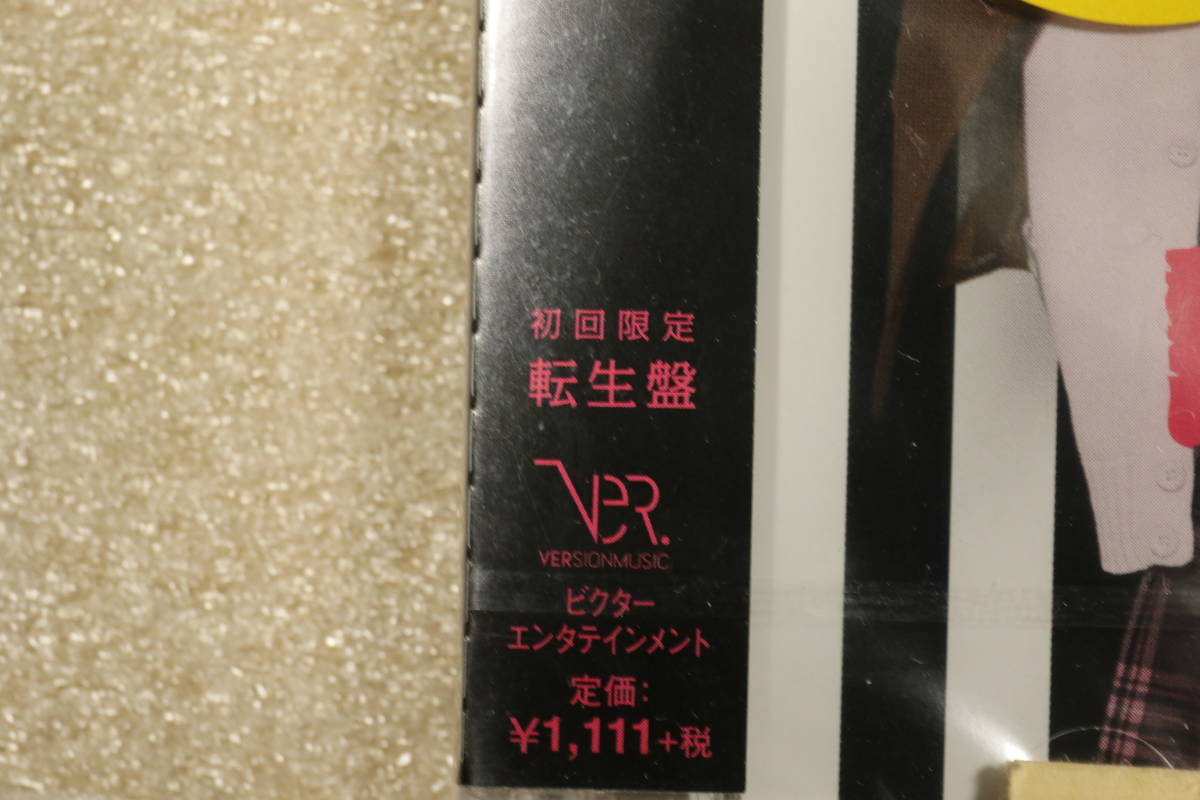 初回限定
転生盤
VER.
VERSIONMUSIC
ビクター
エンタテインメント
定価:
¥1,111+税